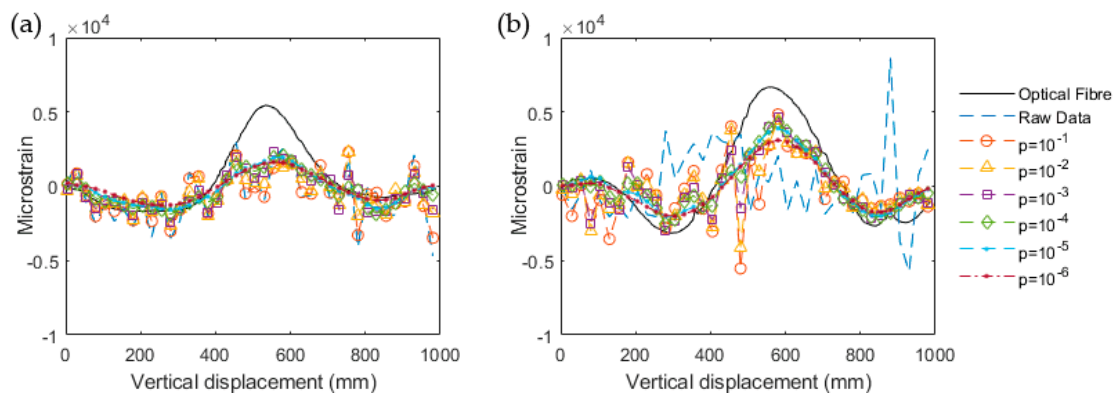 (a)
×10^4
1
0.5
0
-0.5
-1
Microstrain
0 200 400 600 800 1000
Vertical displacement (mm)
(b)
×10^4
1
0.5
0
-0.5
-1
Microstrain
0 200 400 600 800 1000
Vertical displacement (mm)
Optical Fibre
Raw Data
p=10^-1
p=10^-2
p=10^-3
p=10^-4
p=10^-5
p=10^-6